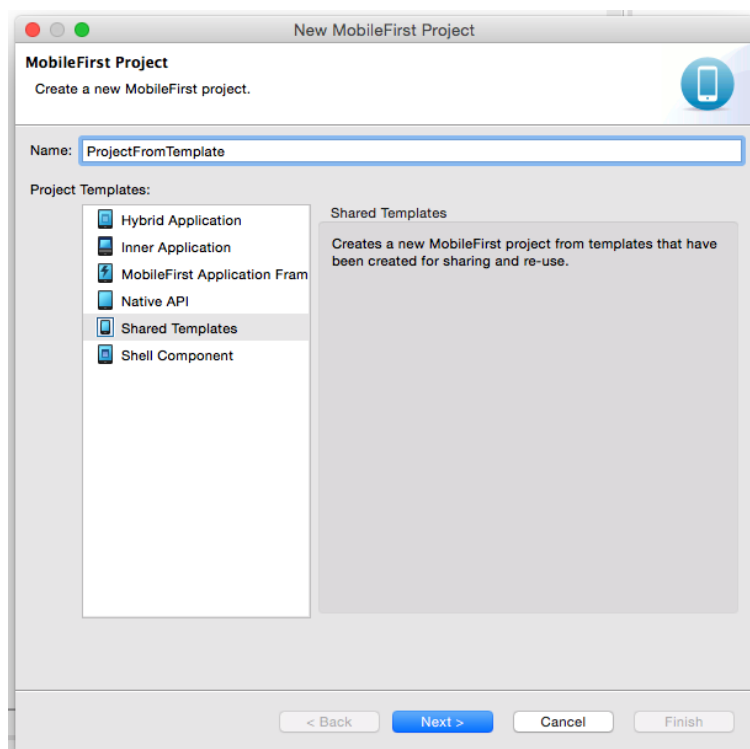 New MobileFirst Project
MobileFirst Project
Create a new MobileFirst project.
Name: ProjectFromTemplate
Project Templates:
Hybrid Application
Inner Application
MobileFirst Application Fram
Native API
Shared Templates
Shell Component
Shared Templates
Creates a new MobileFirst project from templates that have
been created for sharing and re-use.
< Back Next > Cancel Finish